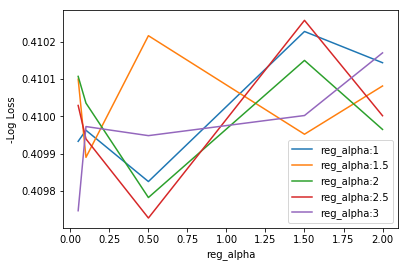 0.4102
0.4101
0.4100
0.4099
0.4098
-Log Loss
0.00
0.25
0.50
0.75
1.00
1.25
1.50
1.75
2.00
reg_alpha
reg_alpha:1
reg_alpha:1.5
reg_alpha:2
reg_alpha:2.5
reg_alpha:3